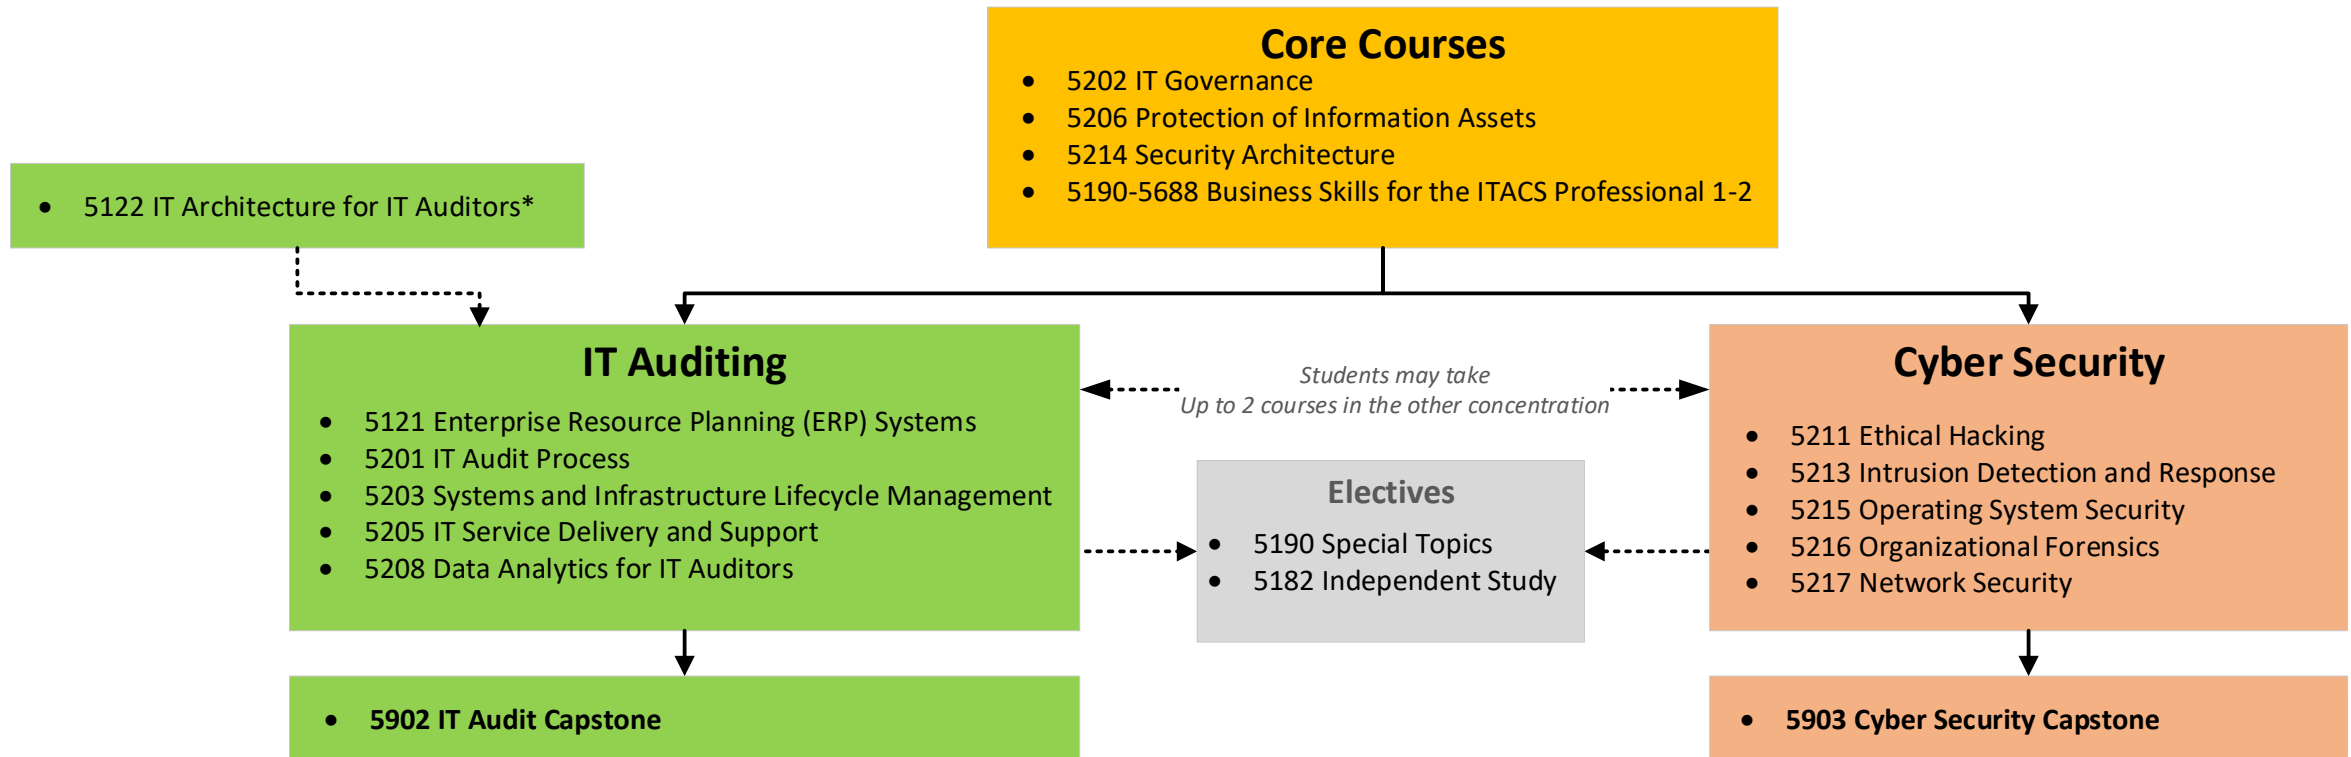 Core Courses
• 5202 IT Governance
• 5206 Protection of Information Assets
• 5214 Security Architecture
• 5190-5688 Business Skills for the ITACS Professional 1-2
• 5122 IT Architecture for IT Auditors*
IT Auditing
• 5121 Enterprise Resource Planning (ERP) Systems
• 5201 IT Audit Process
• 5203 Systems and Infrastructure Lifecycle Management
• 5205 IT Service Delivery and Support
• 5208 Data Analytics for IT Auditors
Students may take
Up to 2 courses in the other concentration
Electives
• 5190 Special Topics
• 5182 Independent Study
Cyber Security
• 5211 Ethical Hacking
• 5213 Intrusion Detection and Response
• 5215 Operating System Security
• 5216 Organizational Forensics
• 5217 Network Security
• 5902 IT Audit Capstone
• 5903 Cyber Security Capstone